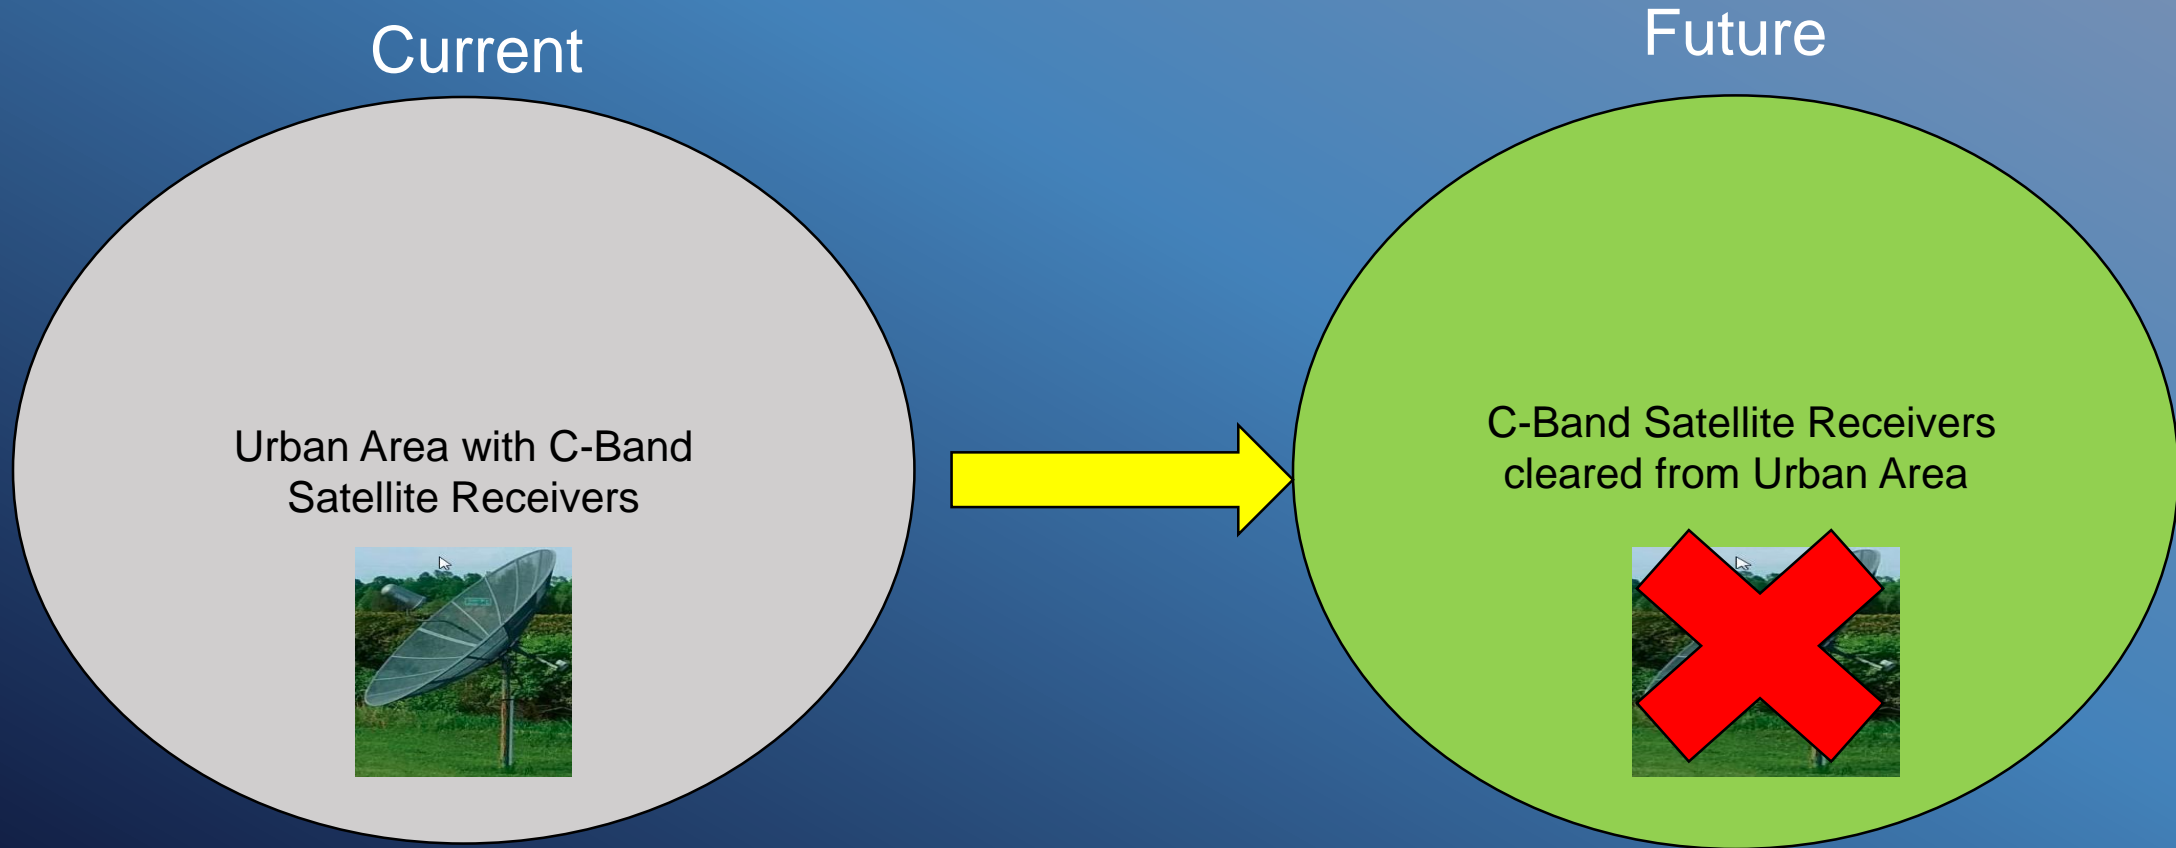 Current
Future
Urban Area with C-Band
Satellite Receivers
C-Band Satellite Receivers
cleared from Urban Area